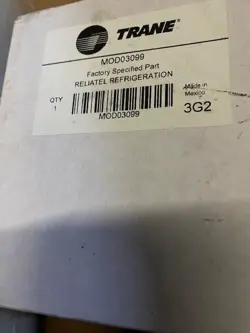 TRANE
MOD03099
Factory Specified Part
RELIATEL REFRIGERATION
QTY
1
MOD03099
Made in
Mexico
3G2